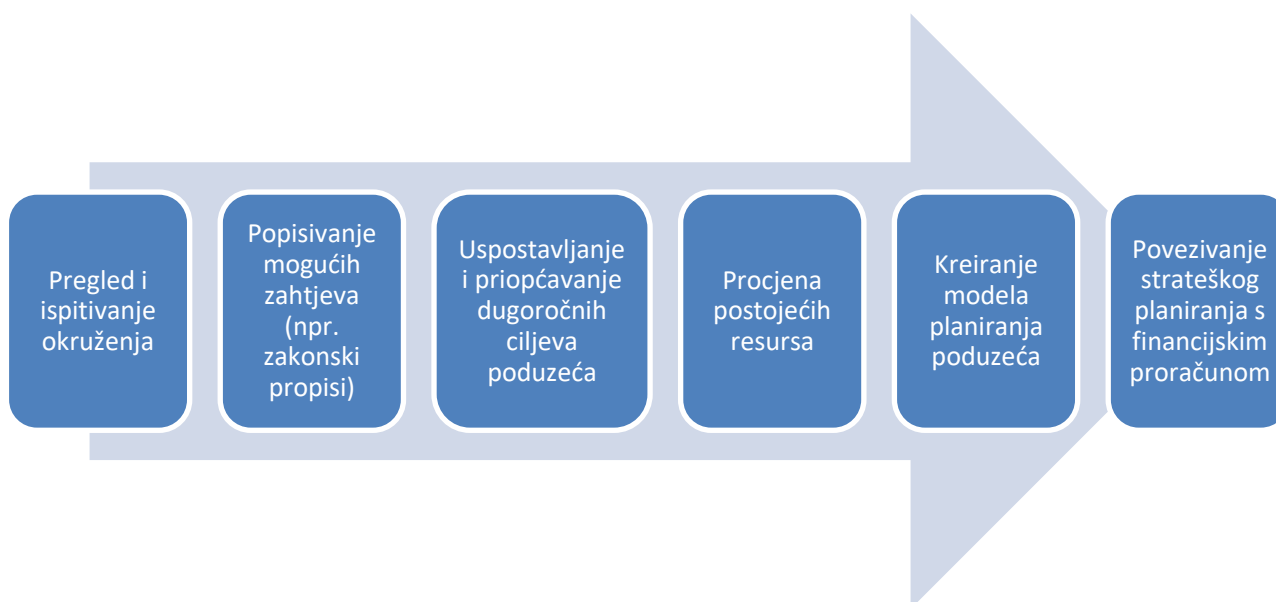 Pregled i
ispitivanje
okruženja
Popisivanje
mogućih
zahtjeva
(npr.
zakonski
propisi)
Uspostavljanje
i priopćavanje
dugoročnih
ciljeva
poduzeća
Procjena
postojećih
resursa
Kreiranje
modela
planiranja
poduzeća
Povezivanje
strateškog
planiranja s
financijskim
proračunom